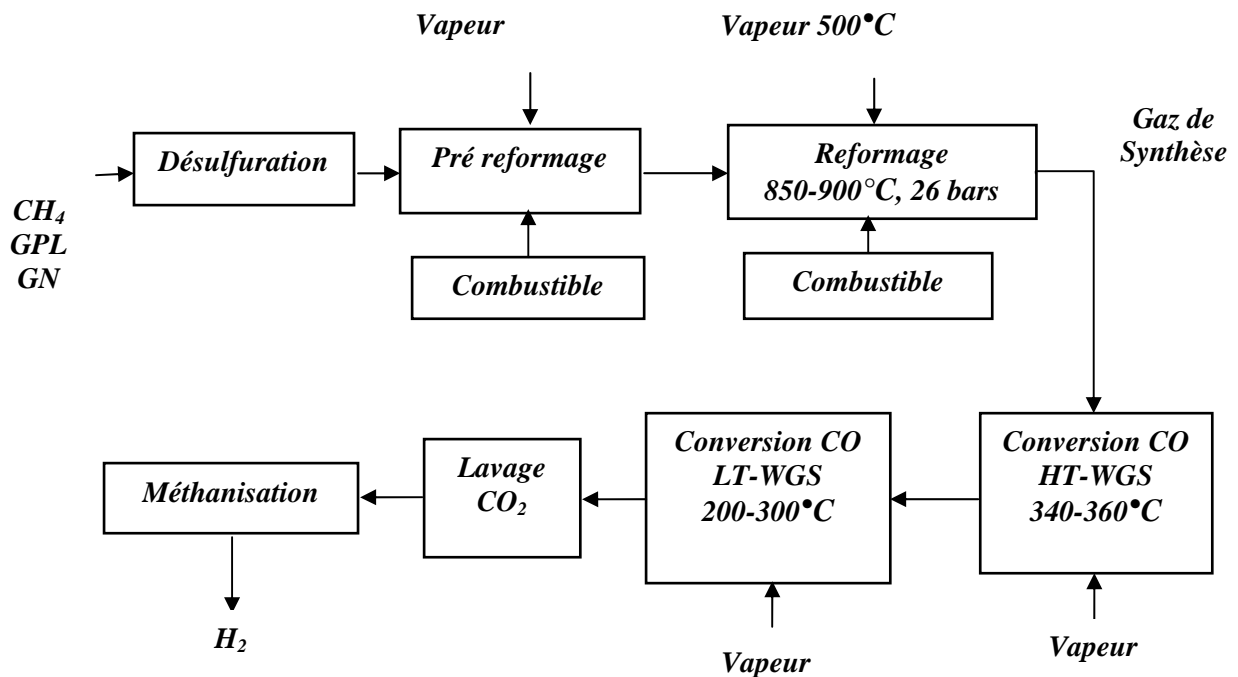 Vapeur
Vapeur 500°C
Désulfuration
Pré reformage
Reformage
850-900°C, 26 bars
Gaz de
Synthèse
CH₄
GPL
GN
Combustible
Combustible
Méthanisation
Lavage
CO₂
Conversion CO
LT-WGS
200-300°C
Conversion CO
HT-WGS
340-360°C
H₂
Vapeur
Vapeur